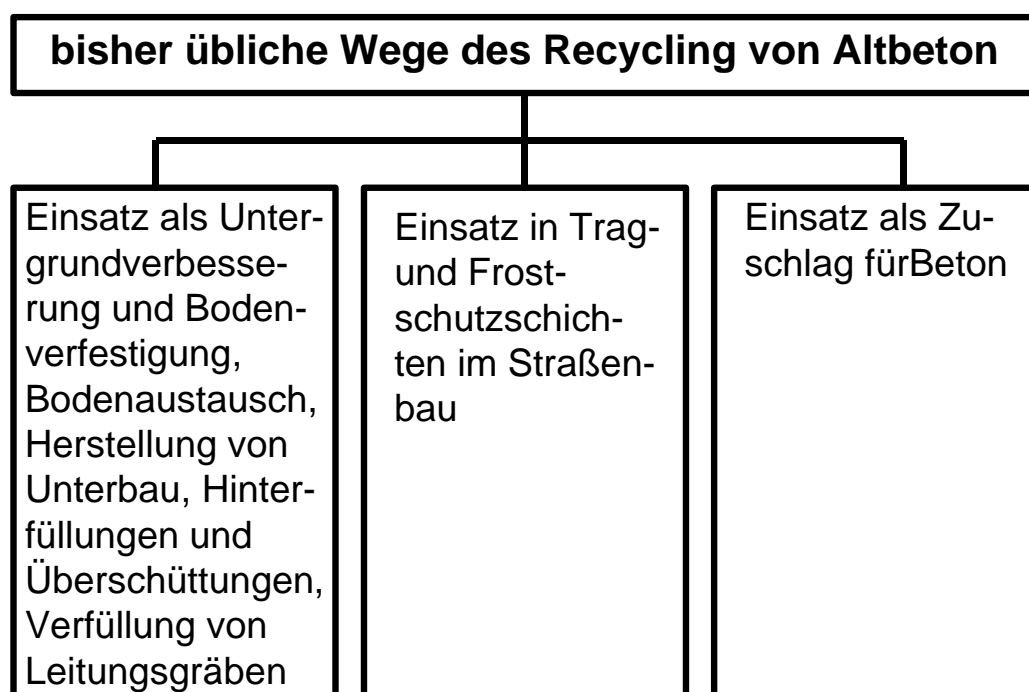 bisher übliche Wege des Recycling von Altbeton
Einsatz als Unter-
grundverbesse-
rung und Boden-
verfestigung,
Bodenaustausch,
Herstellung von
Unterbau, Hinter-
füllungen und
Überschüttungen,
Verfüllung von
Leitungsgräben
Einsatz in Trag-
und Frost-
schutzschich-
ten im Straßen-
bau
Einsatz als Zu-
schlag fürBeton